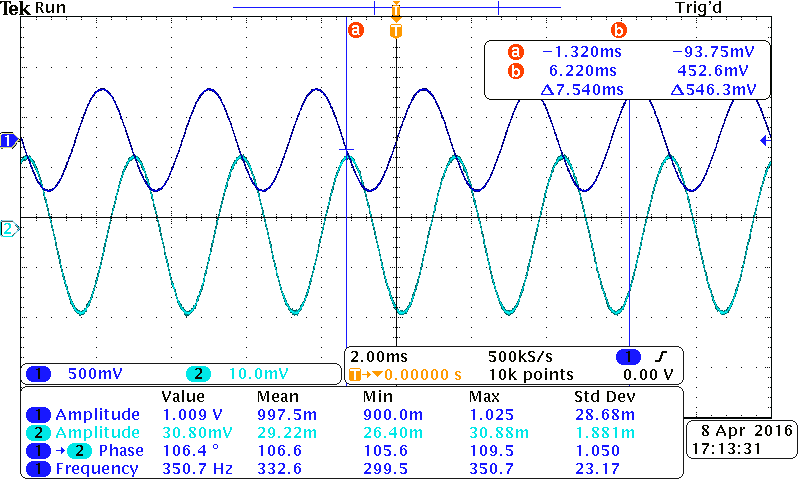 Tek Run Trig'd
T
a b
T
a −1.320ms −93.75mV
b 6.220ms 452.6mV
Δ7.540ms Δ546.3mV
1
2
1 500mV 2 10.0mV
2.00ms 500kS/s 1
T→▼0.00000 s 10k points 0.00 V
Value Mean Min Max Std Dev
1 Amplitude 1.009 V 997.5m 900.0m 1.025 28.68m
2 Amplitude 30.80mV 29.22m 26.40m 30.88m 1.881m
1 → 2 Phase 106.4 ° 106.6 105.6 109.5 1.050
1 Frequency 350.7 Hz 332.6 299.5 350.7 23.17
8 Apr 2016
17:13:31